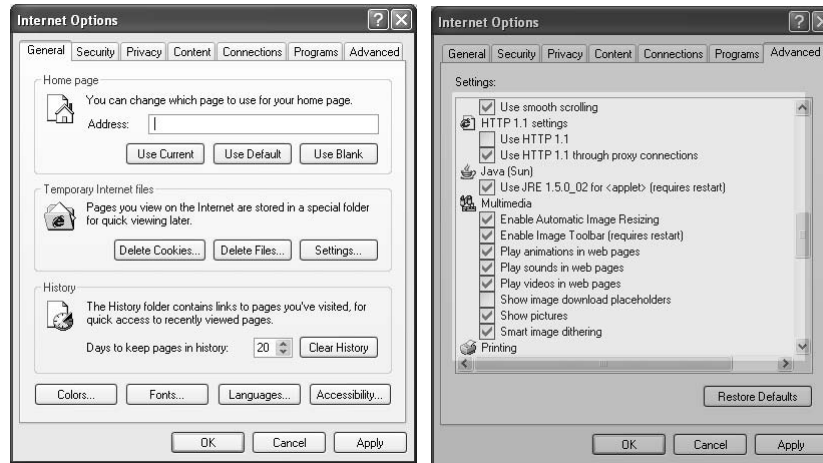 Internet Options
General Security Privacy Content Connections Programs Advanced
Home page
You can change which page to use for your home page.
Address:
Use Current Use Default Use Blank
Temporary Internet files
Pages you view on the Internet are stored in a special folder
for quick viewing later.
Delete Cookies... Delete Files... Settings...
History
The History folder contains links to pages you've visited, for
quick access to recently viewed pages.
Days to keep pages in history: 20 Clear History
Colors... Fonts... Languages... Accessibility...
OK Cancel Apply
Internet Options
General Security Privacy Content Connections Programs Advanced
Settings:
Use smooth scrolling
HTTP 1.1 settings
Use HTTP 1.1
Use HTTP 1.1 through proxy connections
Java (Sun)
Use JRE 1.5.0_02 for <applet> (requires restart)
Multimedia
Enable Automatic Image Resizing
Enable Image Toolbar (requires restart)
Play animations in web pages
Play sounds in web pages
Play videos in web pages
Show image download placeholders
Show pictures
Smart image dithering
Printing
Restore Defaults
OK Cancel Apply